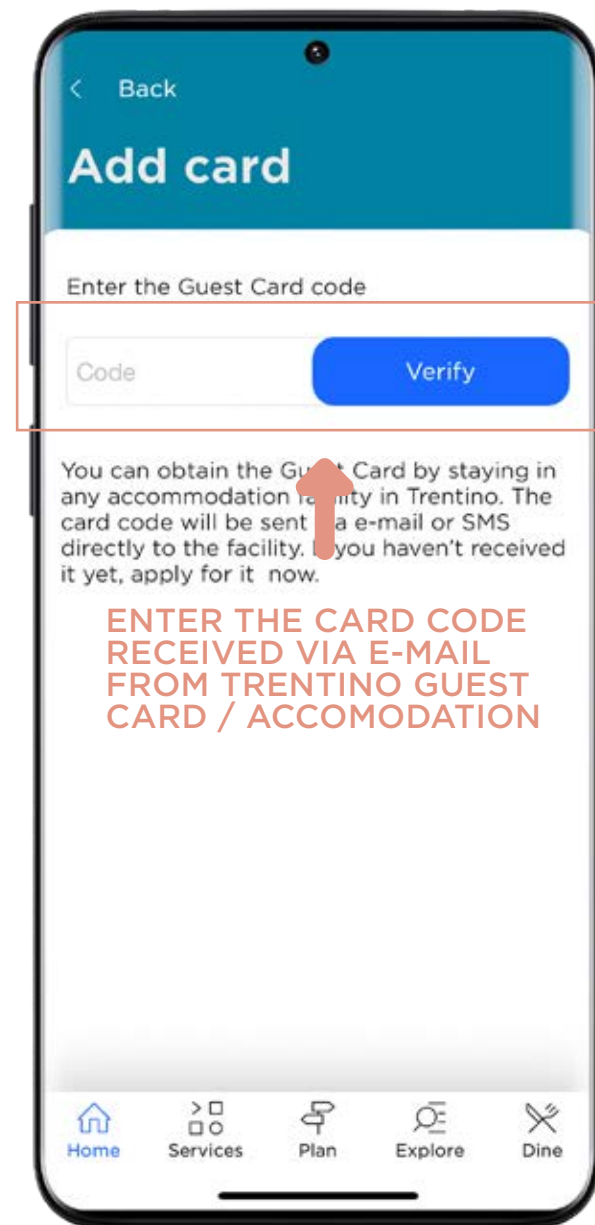 Back
Add card
Enter the Guest Card code
Code Verify
You can obtain the Card by staying in
any accommodation in Trentino. The
card code will be sent e-mail or SMS
directly to the facility. you haven't received
it yet, apply for it now.
ENTER THE CARD CODE
RECEIVED VIA E-MAIL
FROM TRENTINO GUEST
CARD / ACCOMODATION
Home Services Plan Explore Dine